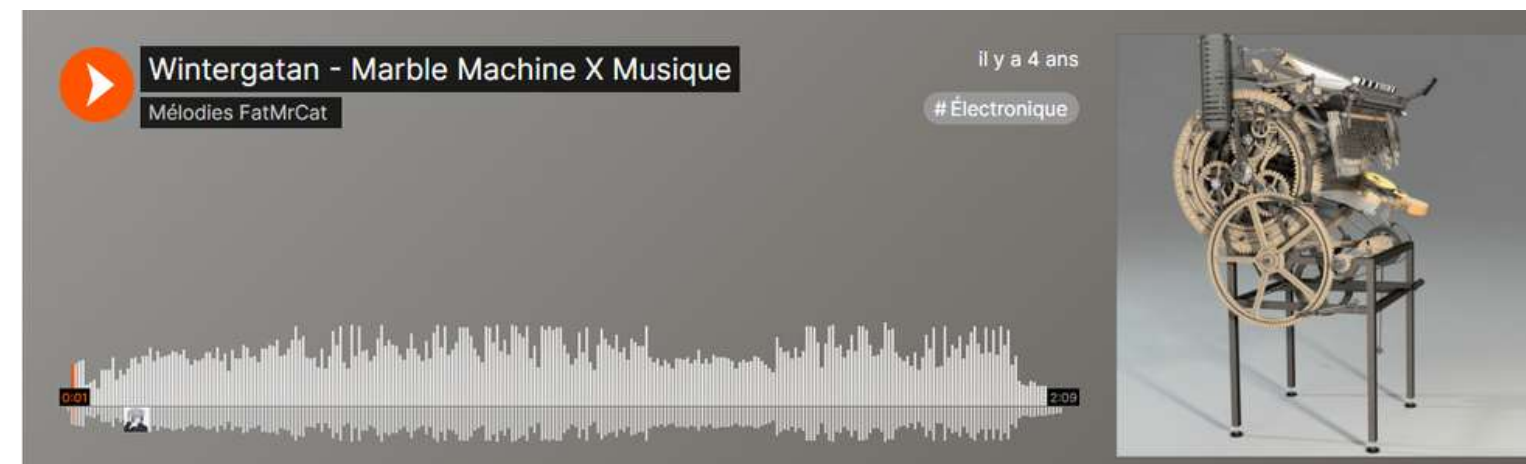 Wintergatan - Marble Machine X Musique
Mélodies FatMrCat
il y a 4 ans
# Électronique
0:01
2:09